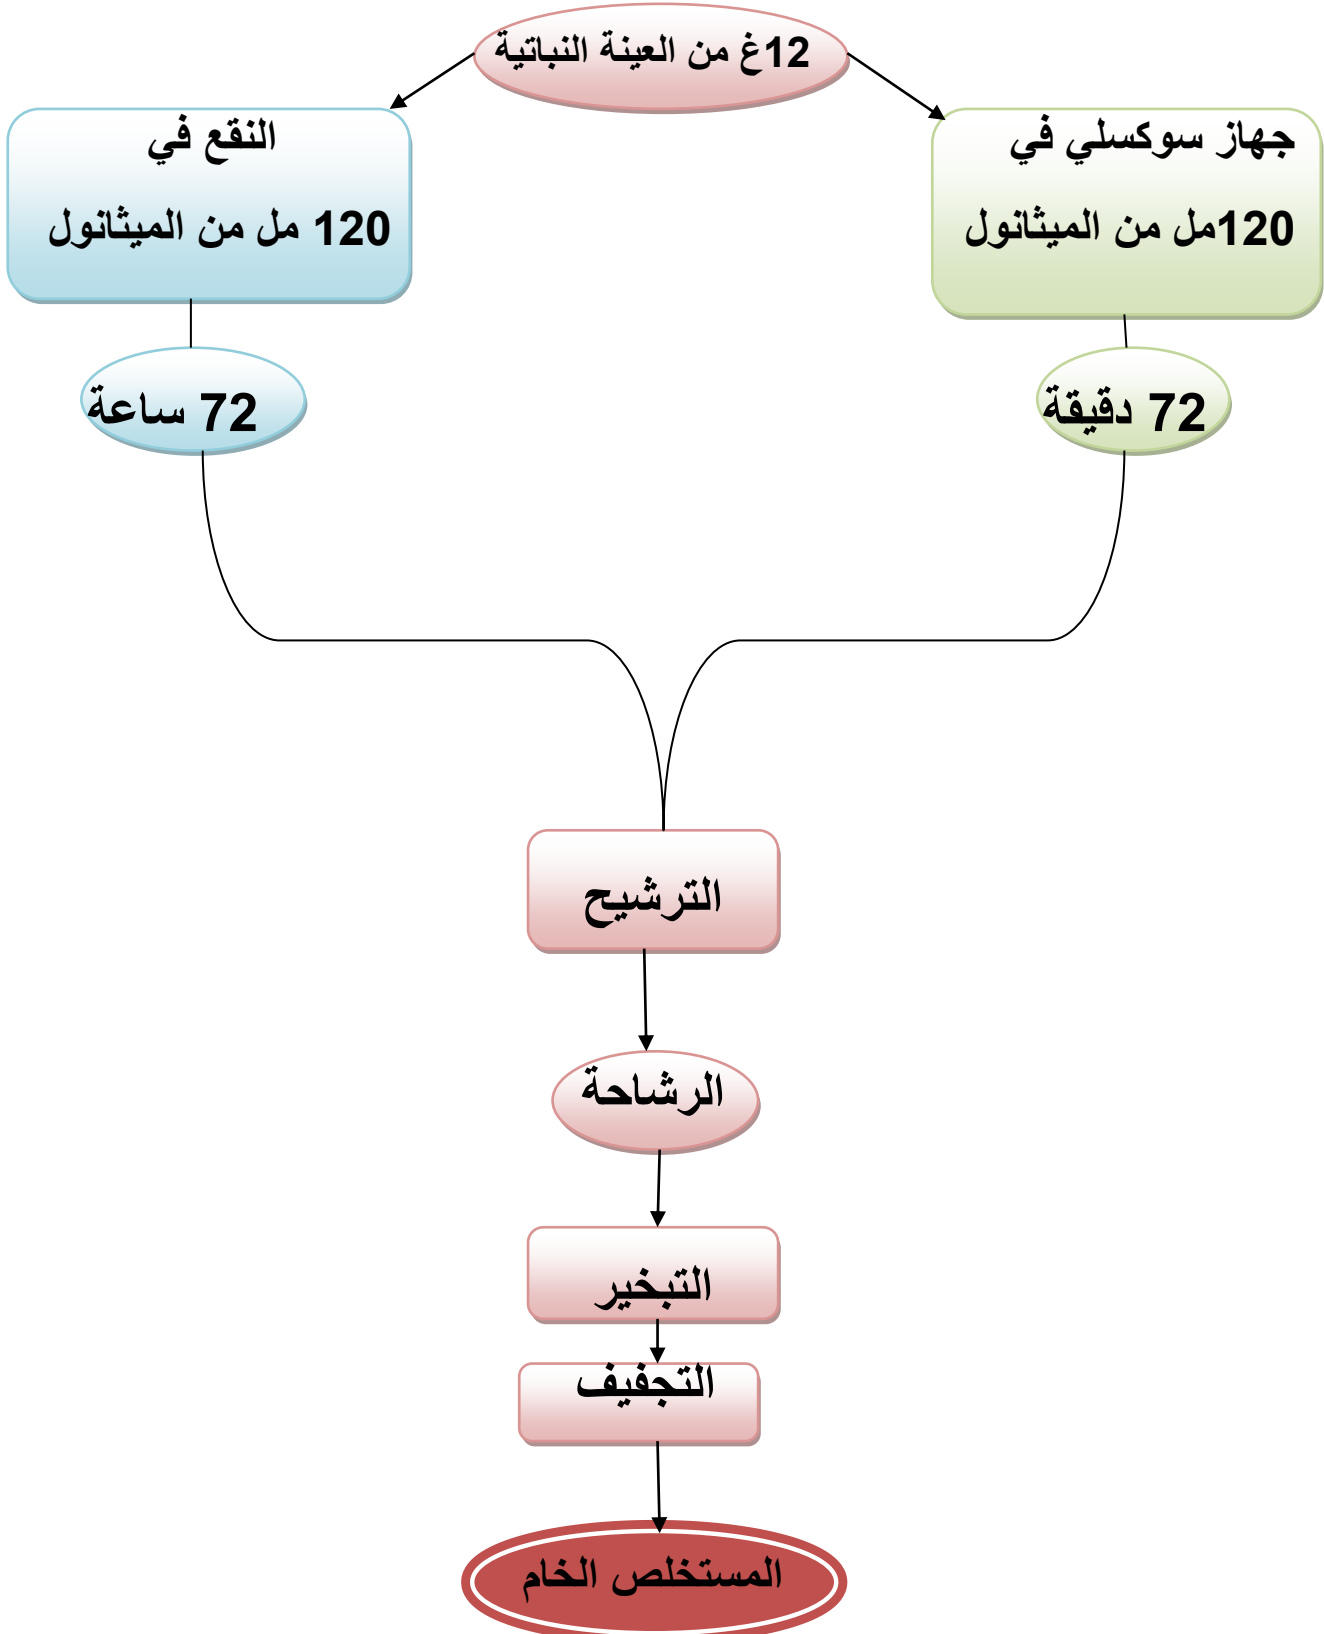 12غ من العينة النباتية
جهاز سوكسلي في
120مل من الميثانول
النقع في
120 مل من الميثانول
72 دقيقة
72 ساعة
الترشيح
الرشاحة
التبخير
التجفيف
المستخلص الخام